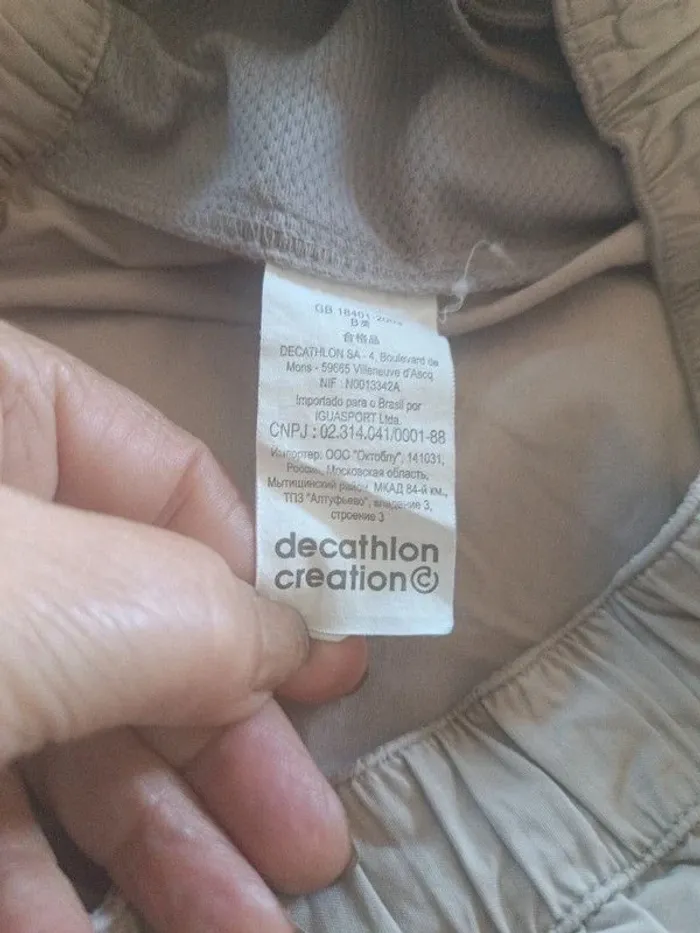 GB 18401-2003
B类
合格品
DECATHLON SA - 4, Boulevard de
Mons - 59665 Villeneuve d'Ascq
NIF : N0013342A
Importado para o Brasil por
IGUASPORT Ltda.
CNPJ : 02.314.041/0001-88
Импортер: ООО "Октоблу", 141031,
Россия, Московская область,
Мытищинский район, МКАД 84-й км.,
ТПЗ "Алтуфьево", владение 3,
строение 3
decathlon
creation©